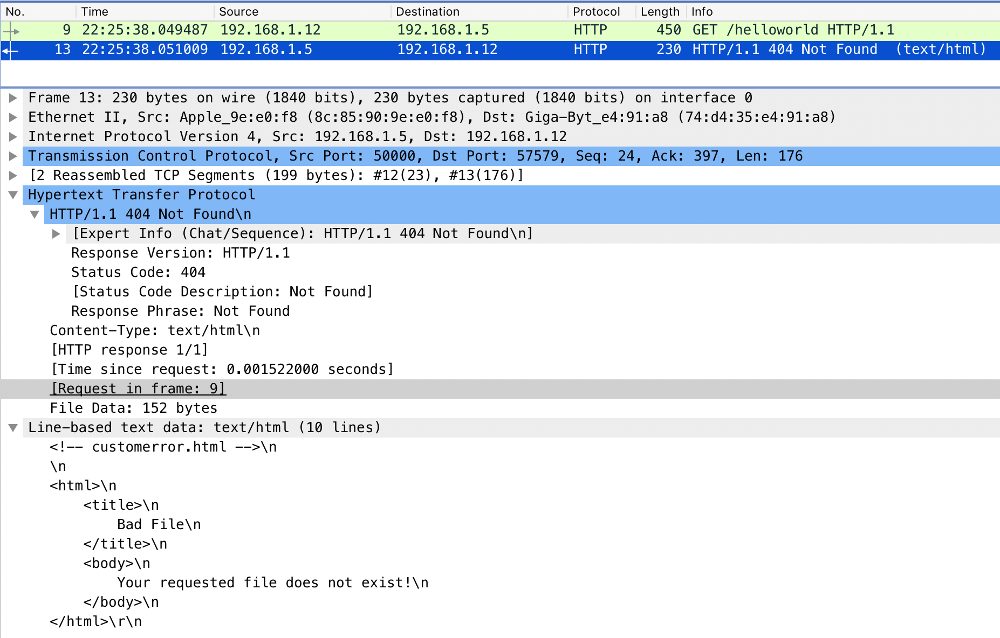 No. Time Source Destination Protocol Length Info
9 22:25:38.049487 192.168.1.12 192.168.1.5 HTTP 450 GET /helloworld HTTP/1.1
13 22:25:38.051009 192.168.1.5 192.168.1.12 HTTP 230 HTTP/1.1 404 Not Found  (text/html)
Frame 13: 230 bytes on wire (1840 bits), 230 bytes captured (1840 bits) on interface 0
Ethernet II, Src: Apple_9e:e0:f8 (8c:85:90:9e:e0:f8), Dst: Giga-Byt_e4:91:a8 (74:d4:35:e4:91:a8)
Internet Protocol Version 4, Src: 192.168.1.5, Dst: 192.168.1.12
Transmission Control Protocol, Src Port: 50000, Dst Port: 57579, Seq: 24, Ack: 397, Len: 176
[2 Reassembled TCP Segments (199 bytes): #12(23), #13(176)]
Hypertext Transfer Protocol
HTTP/1.1 404 Not Found\n
[Expert Info (Chat/Sequence): HTTP/1.1 404 Not Found\n]
Response Version: HTTP/1.1
Status Code: 404
[Status Code Description: Not Found]
Response Phrase: Not Found
Content-Type: text/html\n
[HTTP response 1/1]
[Time since request: 0.001522000 seconds]
[Request in frame: 9]
File Data: 152 bytes
Line-based text data: text/html (10 lines)
<!-- customerror.html -->\n
\n
<html>\n
    <title>\n
        Bad File\n
    </title>\n
    <body>\n
        Your requested file does not exist!\n
    </body>\n
</html>\r\n